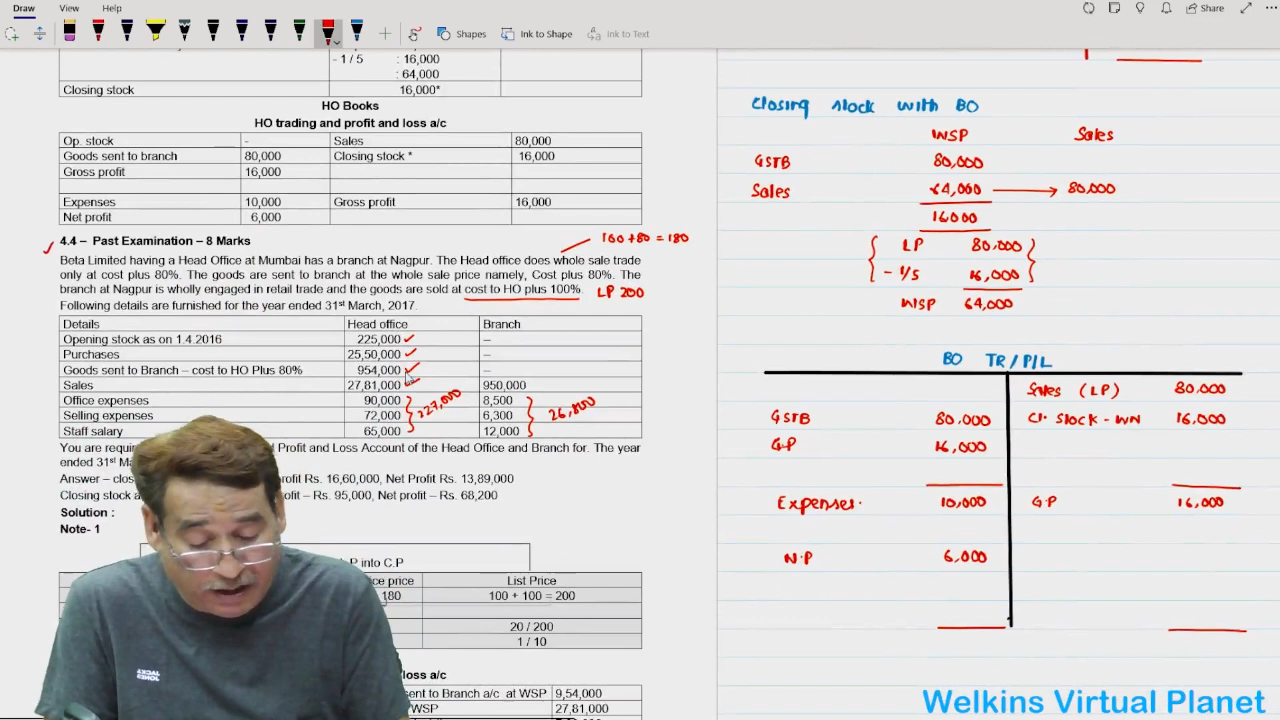 Draw View Help Share
Shapes Ink to Shape Ink to Text
- 1 / 5 : 16,000
: 64,000
Closing stock 16,000*
HO Books
HO trading and profit and loss a/c
Op. stock - Sales 80,000
Goods sent to branch 80,000 Closing stock * 16,000
Gross profit 16,000
Expenses 10,000 Gross profit 16,000
Net profit 6,000
4.4 – Past Examination – 8 Marks
100 +80 = 180
Beta Limited having a Head Office at Mumbai has a branch at Nagpur. The Head office does whole sale trade
only at cost plus 80%. The goods are sent to branch at the whole sale price namely, Cost plus 80%. The
branch at Nagpur is wholly engaged in retail trade and the goods are sold at cost to HO plus 100%.
LP 200
Following details are furnished for the year ended 31st March, 2017.
Details Head office Branch
Opening stock as on 1.4.2016 225,000 –
Purchases 25,50,000 –
Goods sent to Branch – cost to HO Plus 80% 954,000 –
Sales 27,81,000 950,000
Office expenses 90,000 8,500
Selling expenses 72,000 6,300
Staff salary 65,000 12,000
227,000 26,800
You are requir Profit and Loss Account of the Head Office and Branch for. The year
ended 31st Ma
Answer – clos profit Rs. 16,60,000, Net Profit Rs. 13,89,000
Closing stock a – Rs. 95,000, Net profit – Rs. 68,200
Solution :
Note- 1
P into C.P
ce price List Price
180 100 + 100 = 200
20 / 200
1 / 10
loss a/c
sent to Branch a/c at WSP 9,54,000
WSP 27,81,000
Closing stock with BO
WSP Sales
GSTB 80,000
Sales 64,000 80,000
16000
LP 80,000
- 1/5 16,000
WSP 64,000
BO TR/P/L
Sales (LP) 80,000
GSTB 80,000 Cl. Stock - WN 16,000
GP 16,000
Expenses. 10,000 G.P 16,000
N.P 6,000
Welkins Virtual Planet